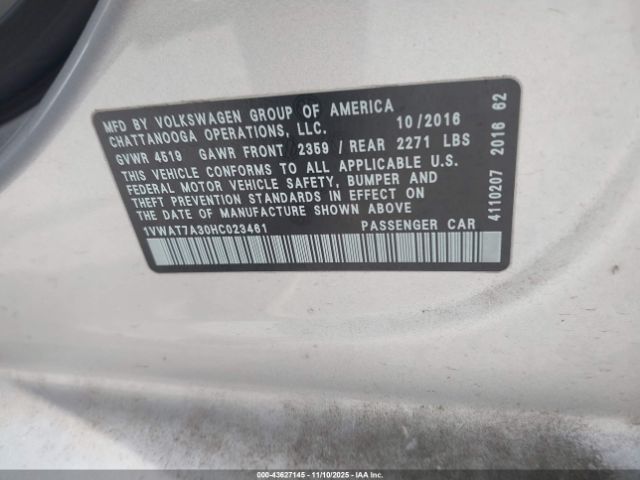 MFD BY VOLKSWAGEN GROUP OF AMERICA
CHATTANOOGA OPERATIONS, LLC. 10/2016
GVWR 4519 GAWR FRONT 2359 / REAR 2271 LBS
THIS VEHICLE CONFORMS TO ALL APPLICABLE U.S.
FEDERAL MOTOR VEHICLE SAFETY, BUMPER AND
THEFT PREVENTION STANDARDS IN EFFECT ON
THE DATE OF MANUFACTURE SHOWN ABOVE
1VWAT7A30HC023461 PASSENGER CAR
4110207 2016 62
000-43627145 - 11/10/2025 - IAAI.com